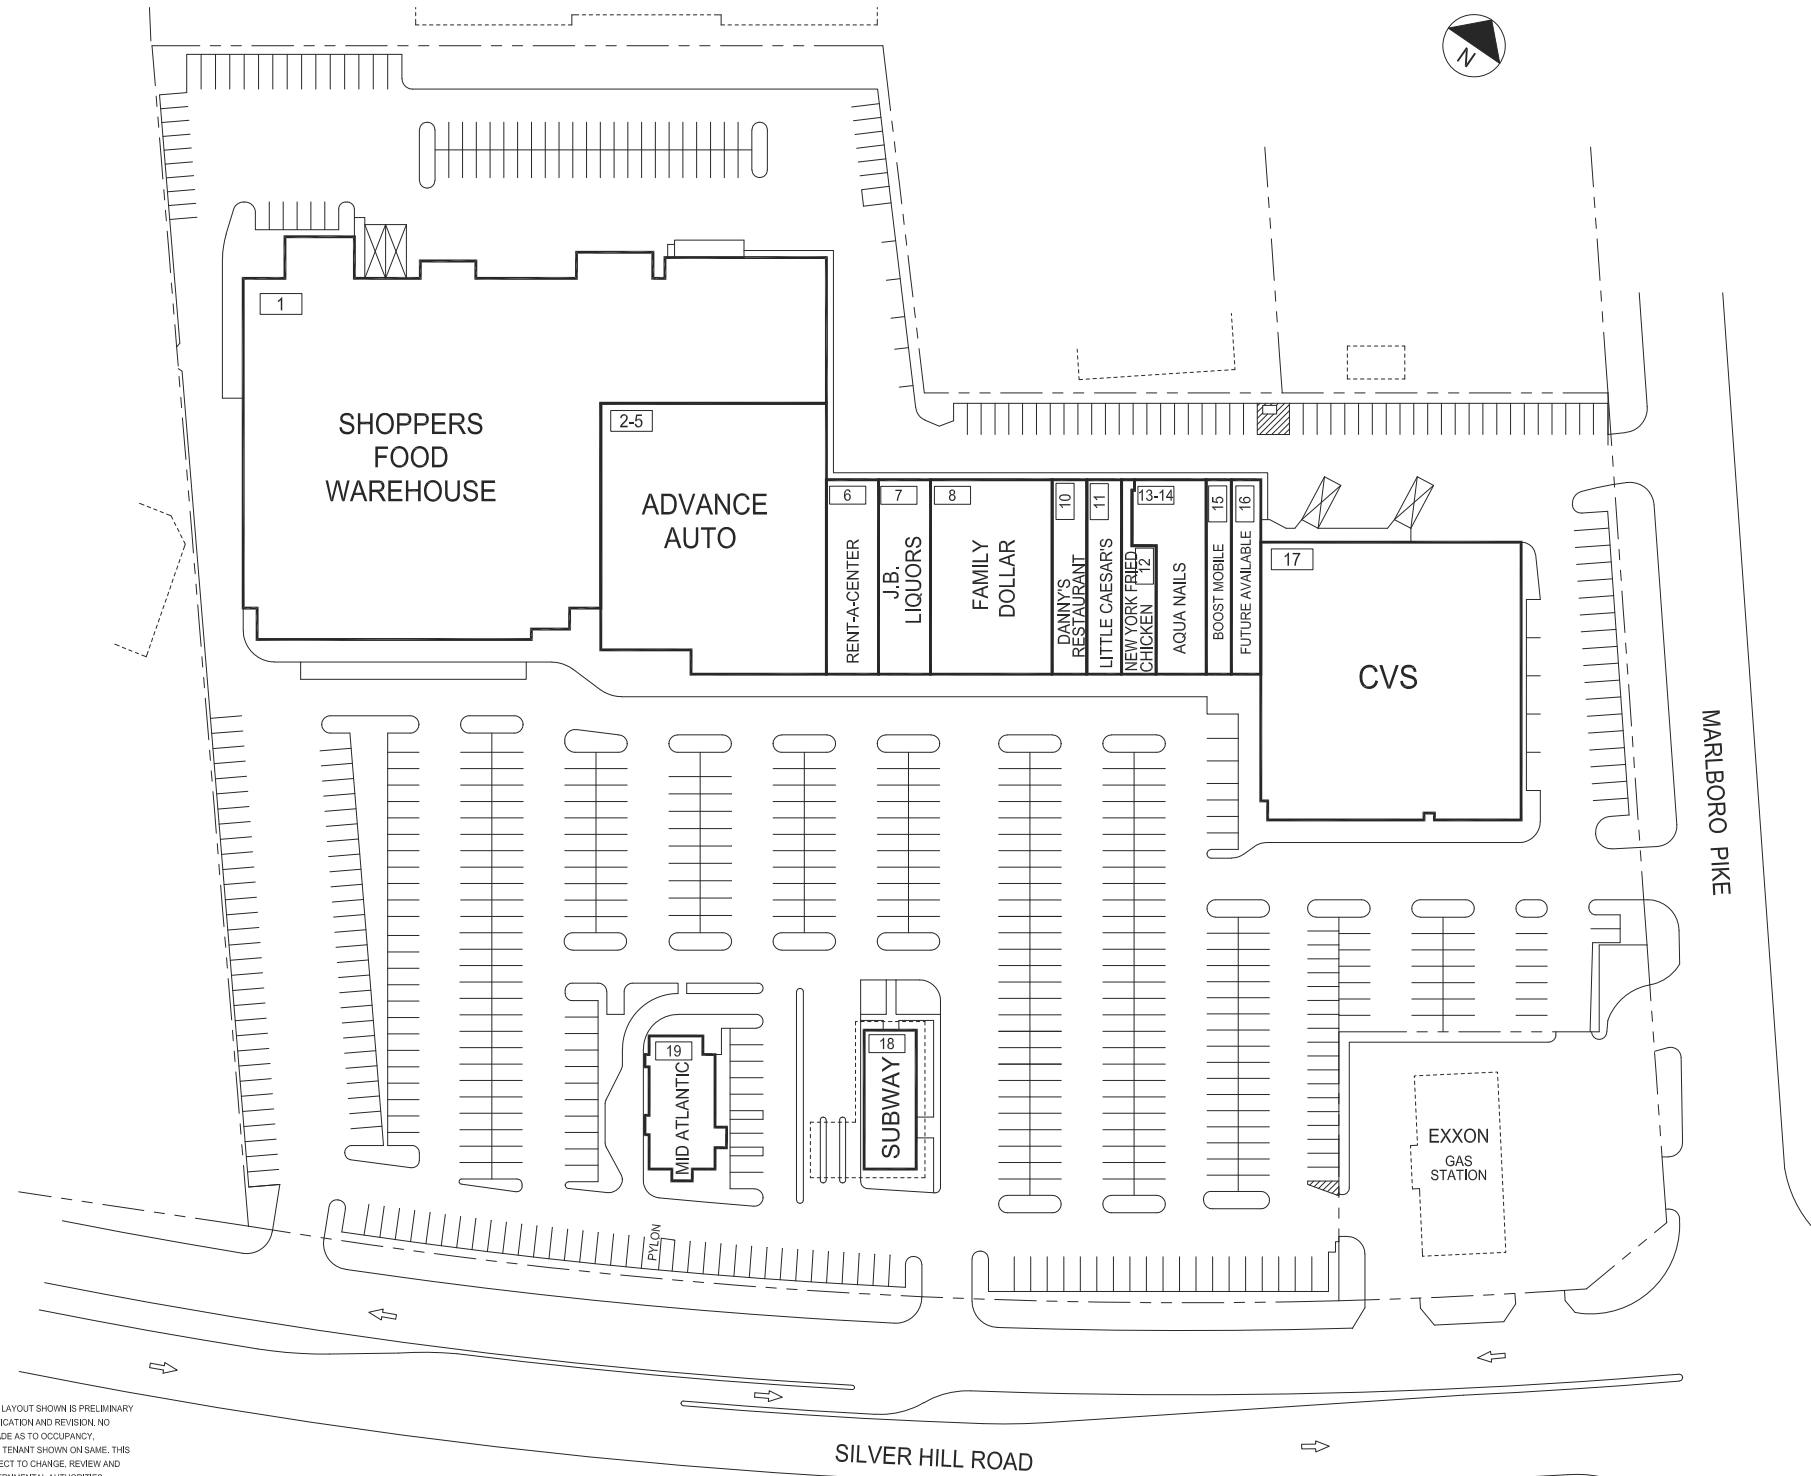 N
1
SHOPPERS
FOOD
WAREHOUSE
2-5
ADVANCE
AUTO
6
RENT-A-CENTER
7
J.B.
LIQUORS
8
FAMILY
DOLLAR
10
DANNY'S
RESTAURANT
11
LITTLE CAESAR'S
12
NEW YORK FRIED
CHICKEN
13-14
AQUA NAILS
15
BOOST MOBILE
16
FUTURE AVAILABLE
17
CVS
MARLBORO PIKE
19
MID ATLANTIC
18
SUBWAY
EXXON
GAS
STATION
PYLON
LAYOUT SHOWN IS PRELIMINARY
ICATION AND REVISION. NO
ADE AS TO OCCUPANCY,
TENANT SHOWN ON SAME. THIS
ECT TO CHANGE, REVIEW AND
SILVER HILL ROAD